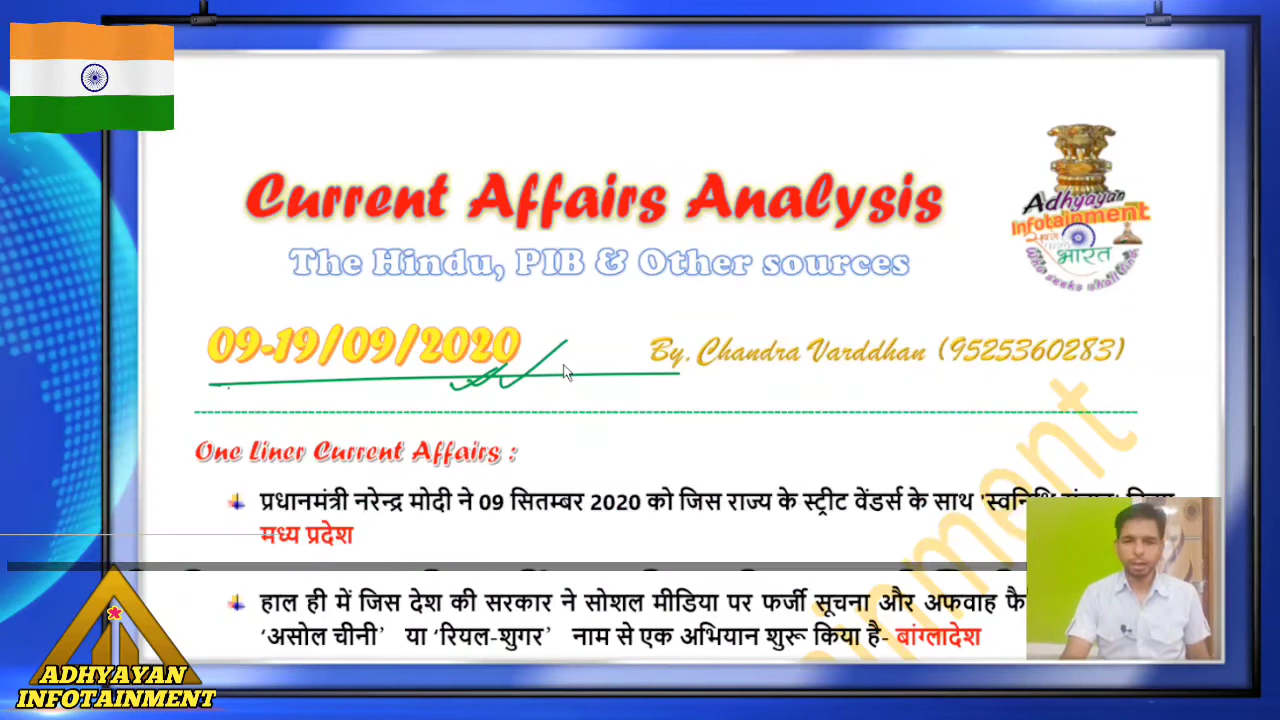 Current Affairs Analysis
The Hindu, PIB & Other sources
Adhyayan
Infotainment
भारत
09-19/09/2020
By. Chandra Varddhan (9525360283)
One Liner Current Affairs :
प्रधानमंत्री नरेन्द्र मोदी ने 09 सितम्बर 2020 को जिस राज्य के स्ट्रीट वेंडर्स के साथ
मध्य प्रदेश
हाल ही में जिस देश की सरकार ने सोशल मीडिया पर फर्जी सूचना और अफवाह
‘असोल चीनी’ या ‘रियल-शुगर’ नाम से एक अभियान शुरू किया है- बांग्लादेश
ADHYAYAN
INFOTAINMENT